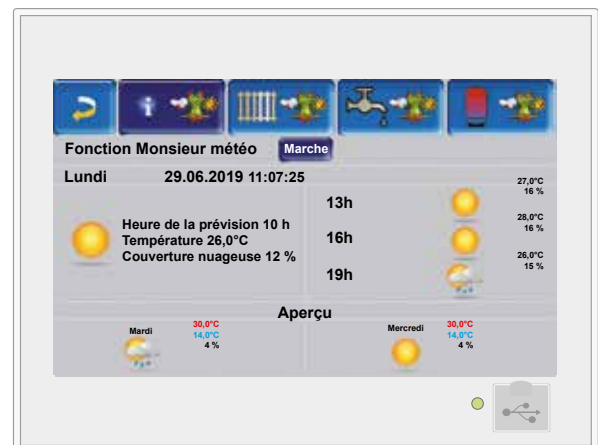 Fonction Monsieur météo Marche
Lundi 29.06.2019 11:07:25
Heure de la prévision 10 h
Température 26,0°C
Couverture nuageuse 12 %
13h
27,0°C
16 %
16h
28,0°C
16 %
19h
26,0°C
15 %
Aperçu
Mardi
30,0°C
14,0°C
4 %
Mercredi
30,0°C
14,0°C
4 %